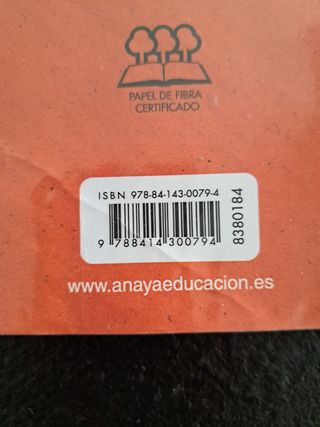 PAPEL DE FIBRA
CERTIFICADO
ISBN 978-84-143-0079-4
9 788414 300794
8380184
www.anayaeducacion.es